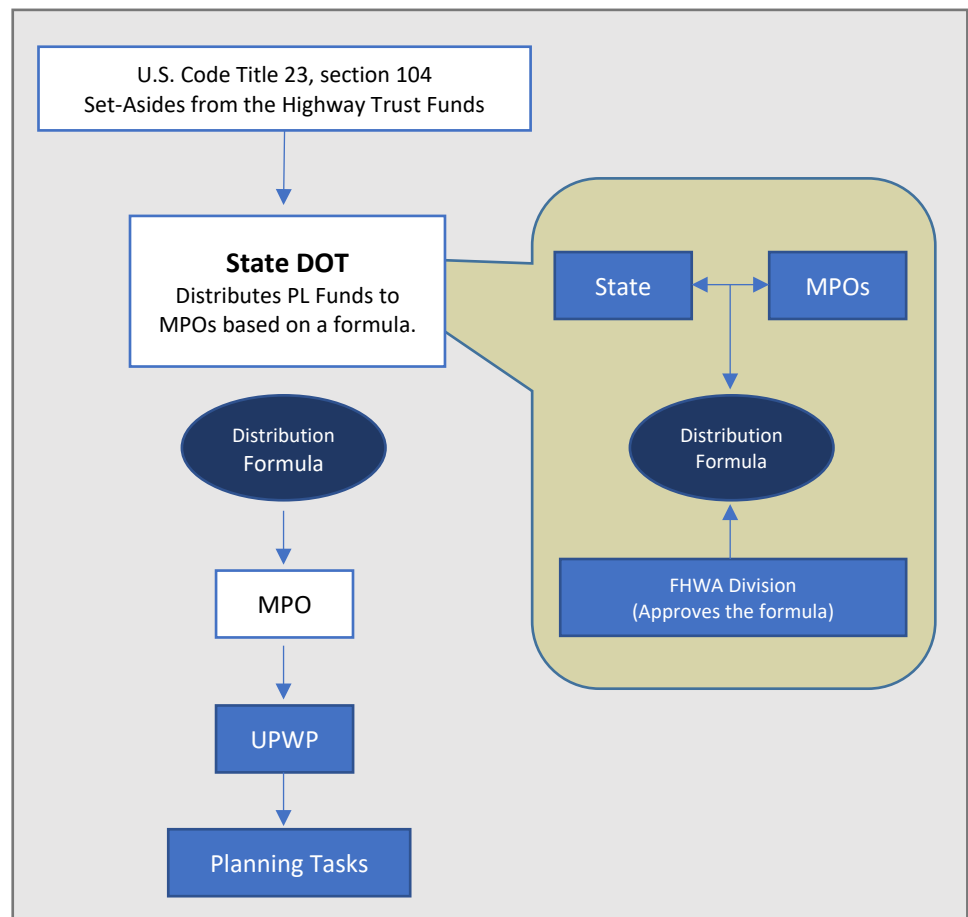 U.S. Code Title 23, section 104
Set-Asides from the Highway Trust Funds
State DOT
Distributes PL Funds to
MPOs based on a formula.
Distribution
Formula
MPO
UPWP
Planning Tasks
State
MPOs
Distribution
Formula
FHWA Division
(Approves the formula)